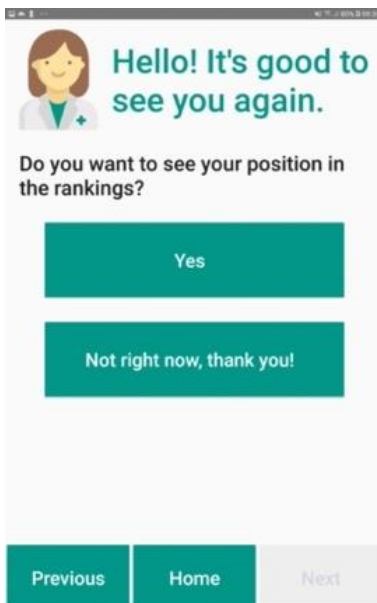 Hello! It's good to
see you again.
Do you want to see your position in
the rankings?
Yes
Not right now, thank you!
Previous
Home
Next